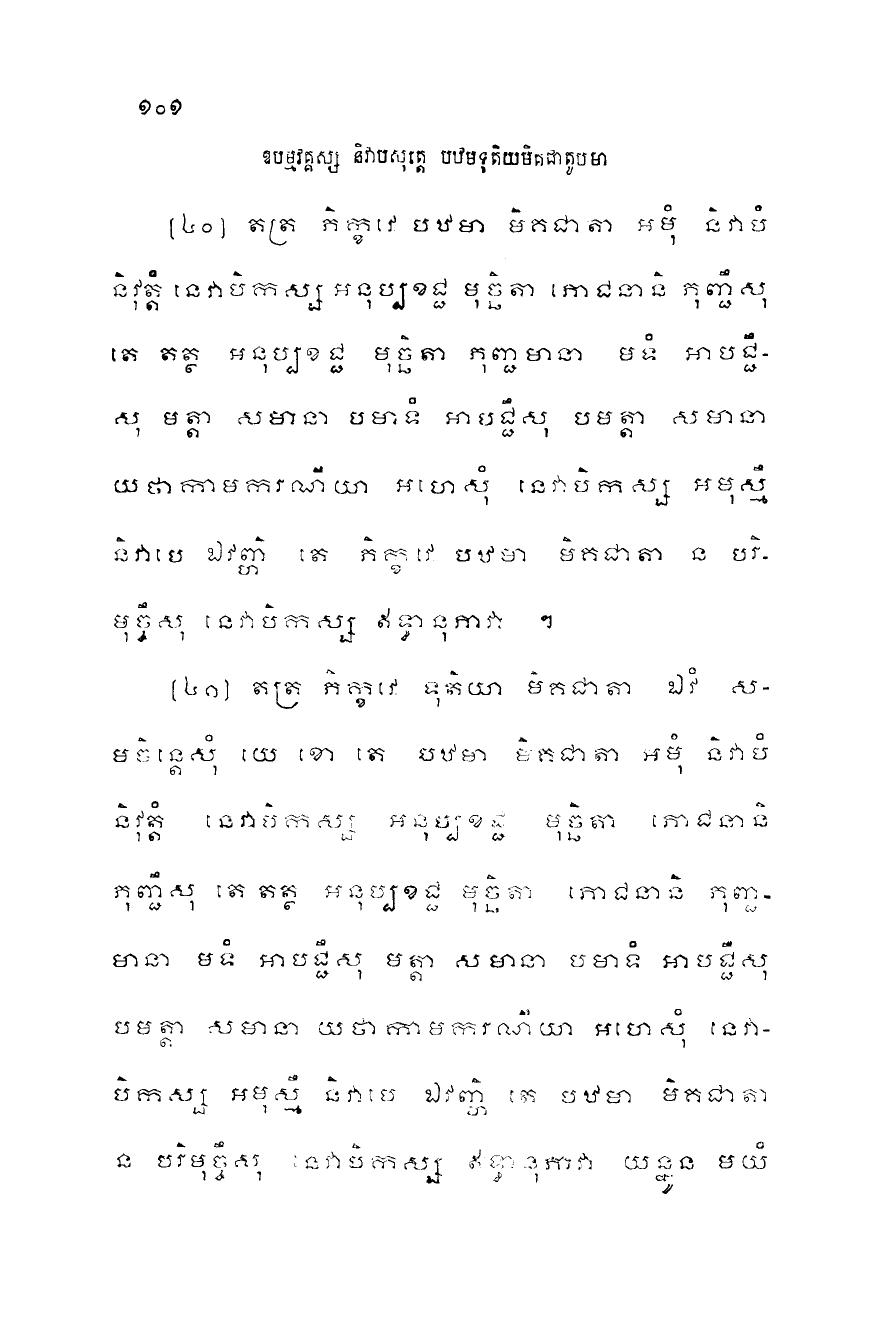 ១០១
ឧបម្មវគ្គស្ស និវាបសុត្តេ បឋមទុតិយមិគជាតូបមា
(៤០) តត្រ ភិក្ខវេ បឋមា មិគជាតា អមុំ និវាបំ
និវុត្តំ នេវាបិកស្ស អនុប្បខជ្ជ មុច្ឆិតា ភោជនានិ ភុញ្ជឹសុ
តេ តត្ថ អនុប្បខជ្ជ មុច្ឆិតា ភុញ្ជមានា មទំ អាបជ្ជឹ-
សុ មត្តា សមានា បមាទំ អាបជ្ជឹសុ បមត្តា សមានា
យថាកាមករណីយា អហេសុំ នេវាបិកស្ស អមុស្មឹ
និវាបេ ឯវញ្ហិ តេ ភិក្ខវេ បឋមា មិគជាតា ន បរិ-
មុច្ចឹសុ នេវាបិកស្ស ឥទ្ធានុភាវា ។
(៤១) តត្រ ភិក្ខវេ ទុតិយា មិគជាតា ឯវំ ស-
មចិន្តេសុំ យេ ខោ តេ បឋមា មិគជាតា អមុំ និវាបំ
និវុត្តំ នេវាបិកស្ស អនុប្បខជ្ជ មុច្ឆិតា ភោជនានិ
ភុញ្ជឹសុ តេ តត្ថ អនុប្បខជ្ជ មុច្ឆិតា ភោជនានិ ភុញ្ជ-
មានា មទំ អាបជ្ជឹសុ មត្តា សមានា បមាទំ អាបជ្ជឹសុ
បមត្តា សមានា យថាកាមករណីយា អហេសុំ នេវា-
បិកស្ស អមុស្មឹ និវាបេ ឯវញ្ហិ តេ បឋមា មិគជាតា
ន បរិមុច្ចឹសុ នេវាបិកស្ស ឥទ្ធានុភាវា យន្នូន មយំ